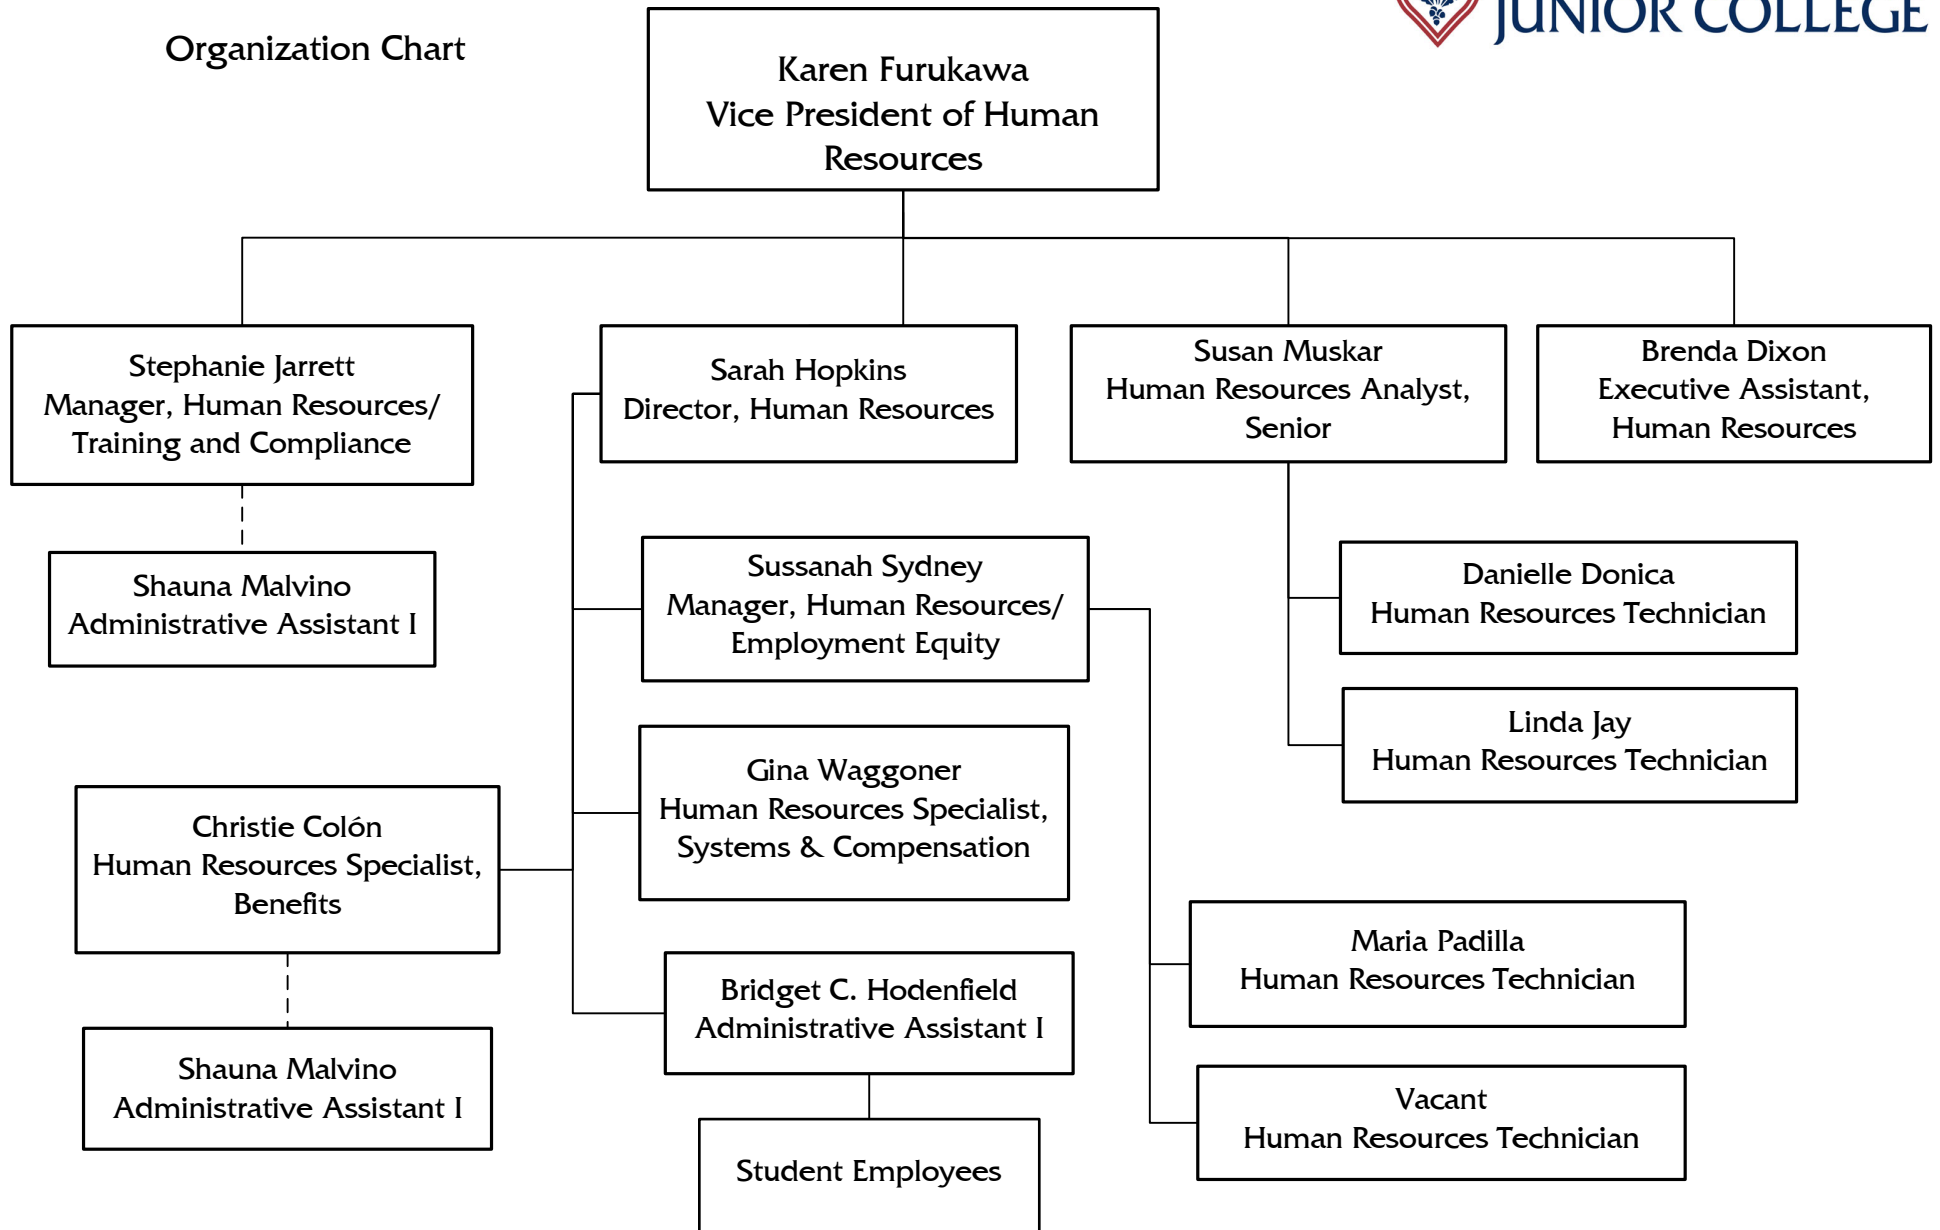 JUNIOR COLLEGE
Organization Chart
Karen Furukawa
Vice President of Human
Resources
Stephanie Jarrett
Manager, Human Resources/
Training and Compliance
Sarah Hopkins
Director, Human Resources
Susan Muskar
Human Resources Analyst,
Senior
Brenda Dixon
Executive Assistant,
Human Resources
Shauna Malvino
Administrative Assistant I
Sussanah Sydney
Manager, Human Resources/
Employment Equity
Danielle Donica
Human Resources Technician
Linda Jay
Human Resources Technician
Gina Waggoner
Human Resources Specialist,
Systems & Compensation
Christie Colón
Human Resources Specialist,
Benefits
Maria Padilla
Human Resources Technician
Bridget C. Hodenfield
Administrative Assistant I
Shauna Malvino
Administrative Assistant I
Vacant
Human Resources Technician
Student Employees